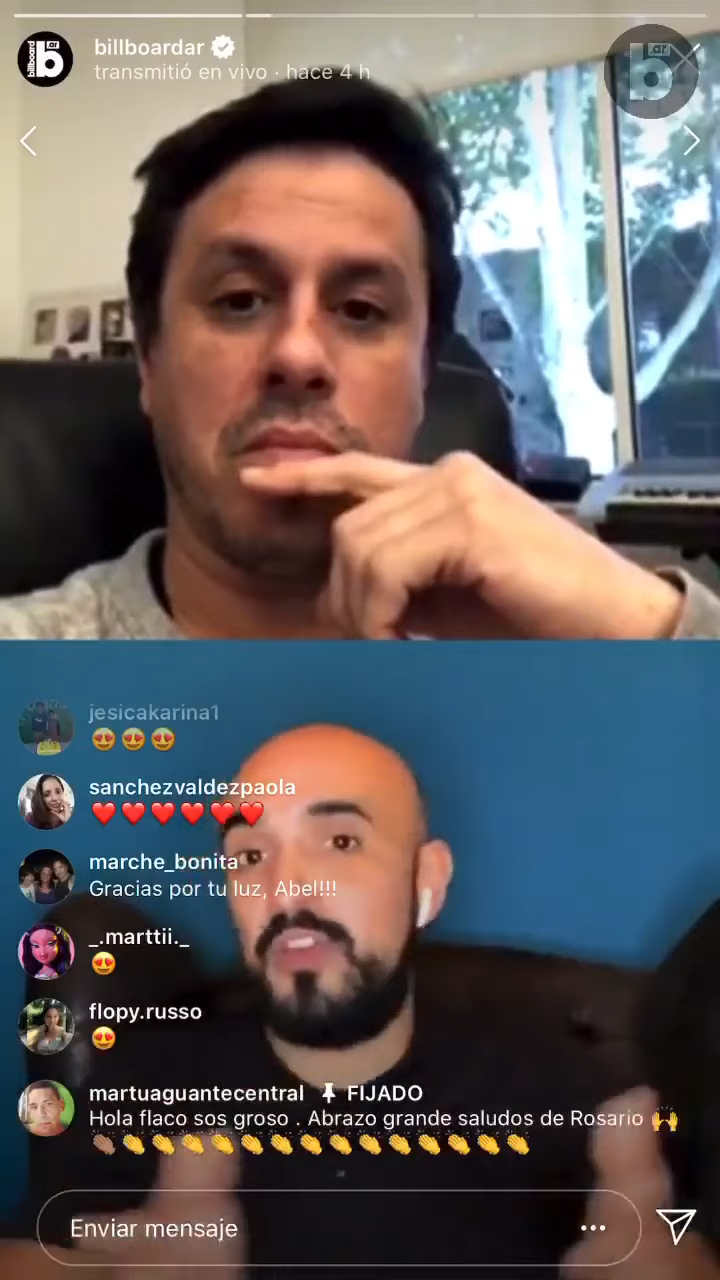 billboardar
transmitió en vivo · hace 4 h
jesicakarina1
😍😍😍
sanchezvaldezpaola
❤️❤️❤️❤️❤️❤️
marche_bonita
Gracias por tu luz, Abel!!!
_.marttii._
😍
flopy.russo
😍
martuaguantecentral FIJADO
Hola flaco sos groso . Abrazo grande saludos de Rosario 🙌
👏🏽👏👏👏👏👏👏👏👏👏👏👏👏👏👏
Enviar mensaje